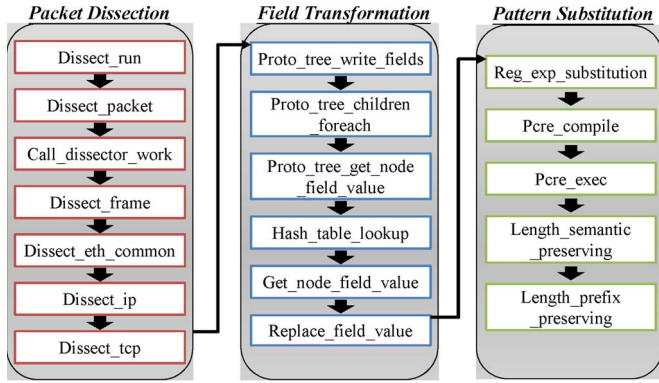 Packet Dissection
Dissect_run
Dissect_packet
Call_dissector_work
Dissect_frame
Dissect_eth_common
Dissect_ip
Dissect_tcp
Field Transformation
Proto_tree_write_fields
Proto_tree_children
_foreach
Proto_tree_get_node
_field_value
Hash_table_lookup
Get_node_field_value
Replace_field_value
Pattern Substitution
Reg_exp_substitution
Pcre_compile
Pcre_exec
Length_semantic
_preserving
Length_prefix
_preserving